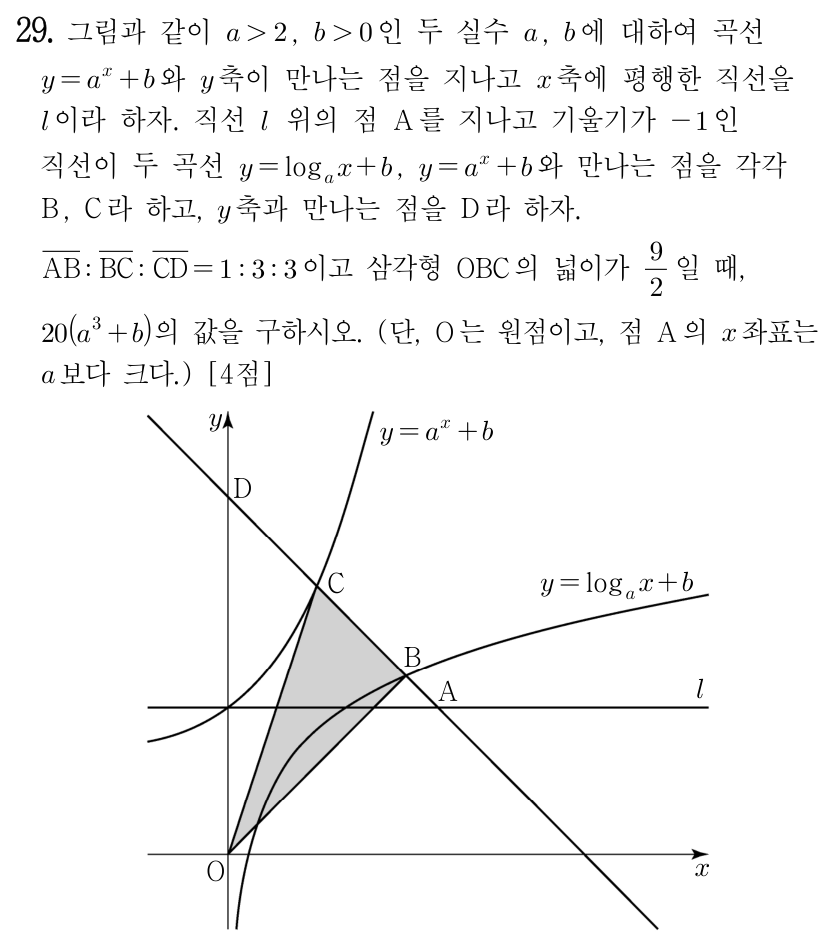 29. 그림과 같이 a>2, b>0인 두 실수 a, b에 대하여 곡선
y=aˣ+b와 y축이 만나는 점을 지나고 x축에 평행한 직선을
l이라 하자. 직선 l 위의 점 A를 지나고 기울기가 −1인
직선이 두 곡선 y=logₐx+b, y=aˣ+b와 만나는 점을 각각
B, C라 하고, y축과 만나는 점을 D라 하자.
A͞B : B͞C : C͞D = 1 : 3 : 3이고 삼각형 OBC의 넓이가 9/2일 때,
20(a³+b)의 값을 구하시오. (단, O는 원점이고, 점 A의 x좌표는
a보다 크다.) [4점]
y
y=aˣ+b
D
C
y=logₐx+b
B
A
l
O
x